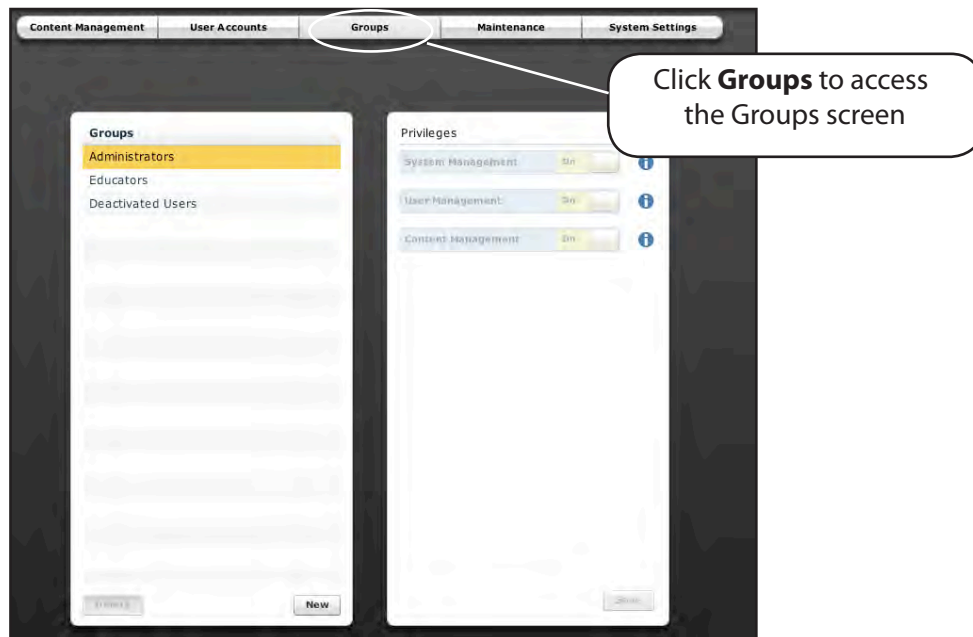 Content Management User Accounts Groups Maintenance System Settings
Click Groups to access
the Groups screen
Groups
Administrators
Educators
Deactivated Users
New
Privileges
System Management On
User Management On
Content Management On